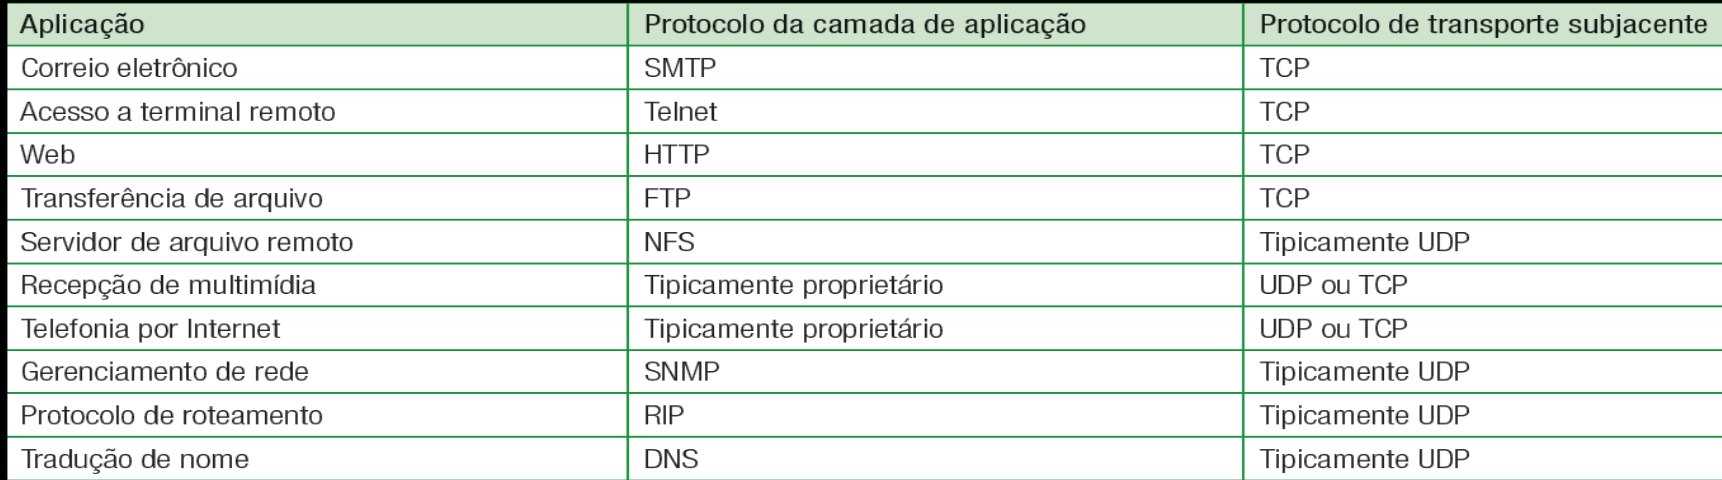 Aplicação Protocolo da camada de aplicação Protocolo de transporte subjacente
Correio eletrônico SMTP TCP
Acesso a terminal remoto Telnet TCP
Web HTTP TCP
Transferência de arquivo FTP TCP
Servidor de arquivo remoto NFS Tipicamente UDP
Recepção de multimídia Tipicamente proprietário UDP ou TCP
Telefonia por Internet Tipicamente proprietário UDP ou TCP
Gerenciamento de rede SNMP Tipicamente UDP
Protocolo de roteamento RIP Tipicamente UDP
Tradução de nome DNS Tipicamente UDP